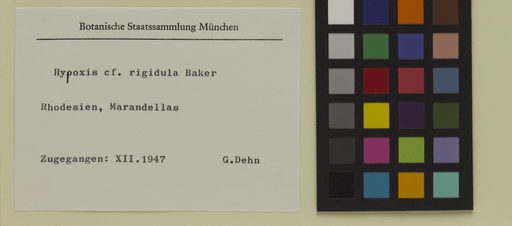 Botanische Staatssammlung München
Hypoxis cf. rigidula Baker
Rhodesien, Marandellas
Zugegangen: XII.1947 G.Dehn